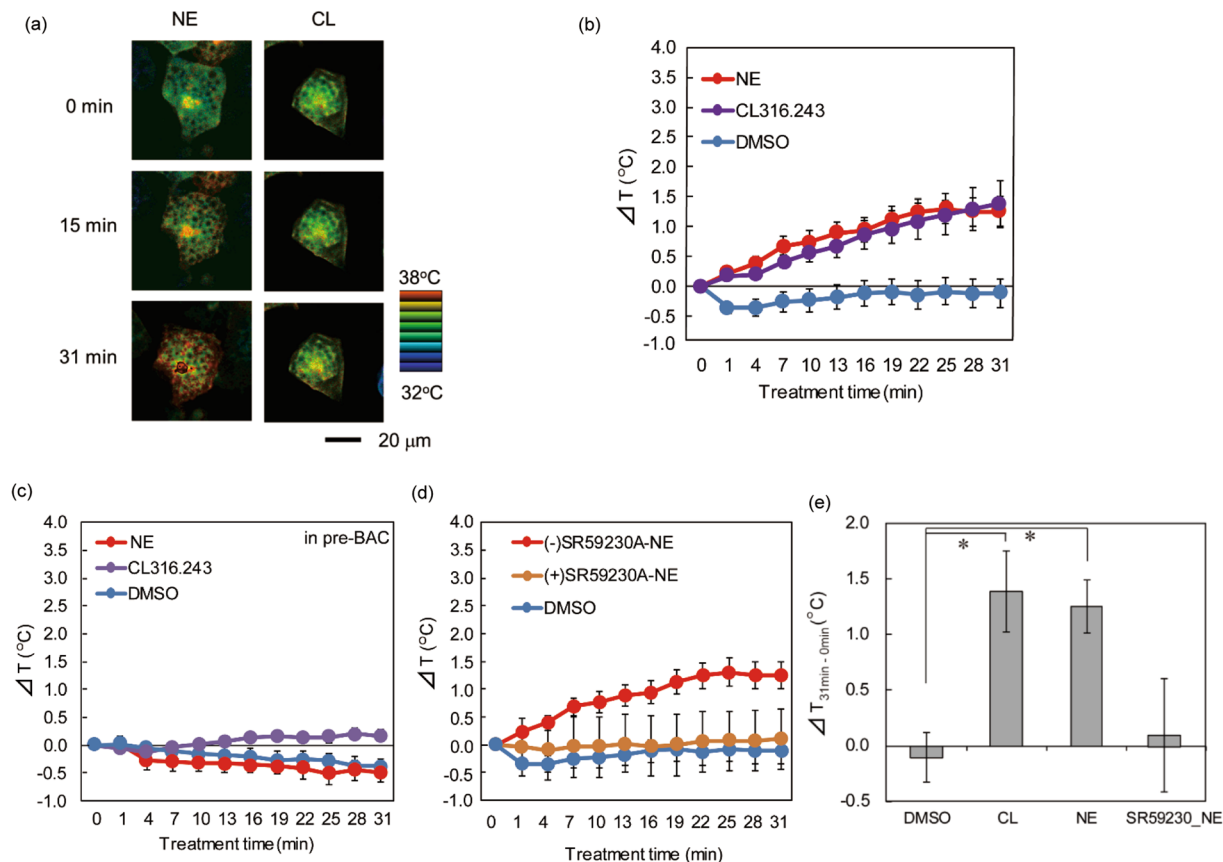 (a)
NE
CL
0 min
15 min
31 min
38°C
32°C
20 μm
(b)
NE
CL316.243
DMSO
4.0
3.5
3.0
2.5
2.0
1.5
1.0
0.5
0.0
-0.5
-1.0
⊿ T (°C)
0 1 4 7 10 13 16 19 22 25 28 31
Treatment time (min)
(c)
in pre-BAC
NE
CL316.243
DMSO
4.0
3.5
3.0
2.5
2.0
1.5
1.0
0.5
0.0
-0.5
-1.0
⊿ T (°C)
0 1 4 7 10 13 16 19 22 25 28 31
Treatment time (min)
(d)
(-)SR59230A-NE
(+)SR59230A-NE
DMSO
4.0
3.5
3.0
2.5
2.0
1.5
1.0
0.5
0.0
-0.5
-1.0
⊿ T (°C)
0 1 4 7 10 13 16 19 22 25 28 31
Treatment time (min)
(e)
2.0
1.5
1.0
0.5
0.0
-0.5
⊿ T31min - 0min (°C)
* *
DMSO CL NE SR59230_NE